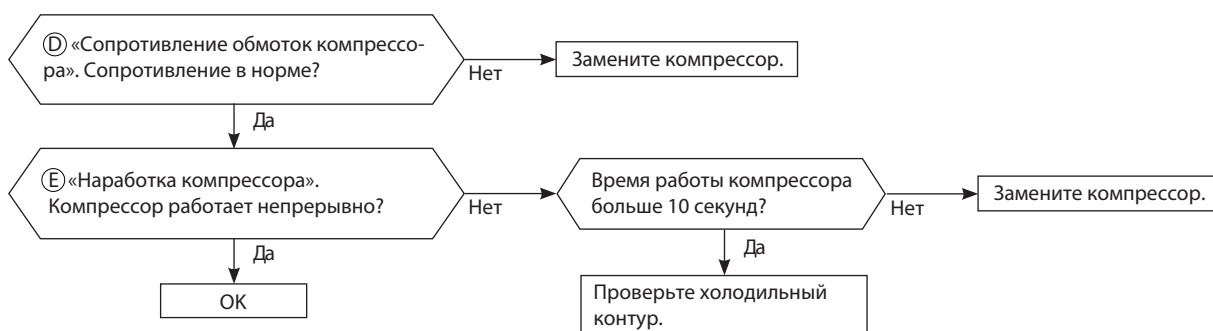 Ⓓ «Сопротивление обмоток компрессо-
ра». Сопротивление в норме?
Нет
Замените компрессор.
Да
Ⓔ «Наработка компрессора».
Компрессор работает непрерывно?
Нет
Время работы компрессора
больше 10 секунд?
Нет
Замените компрессор.
Да
OK
Да
Проверьте холодильный
контур.